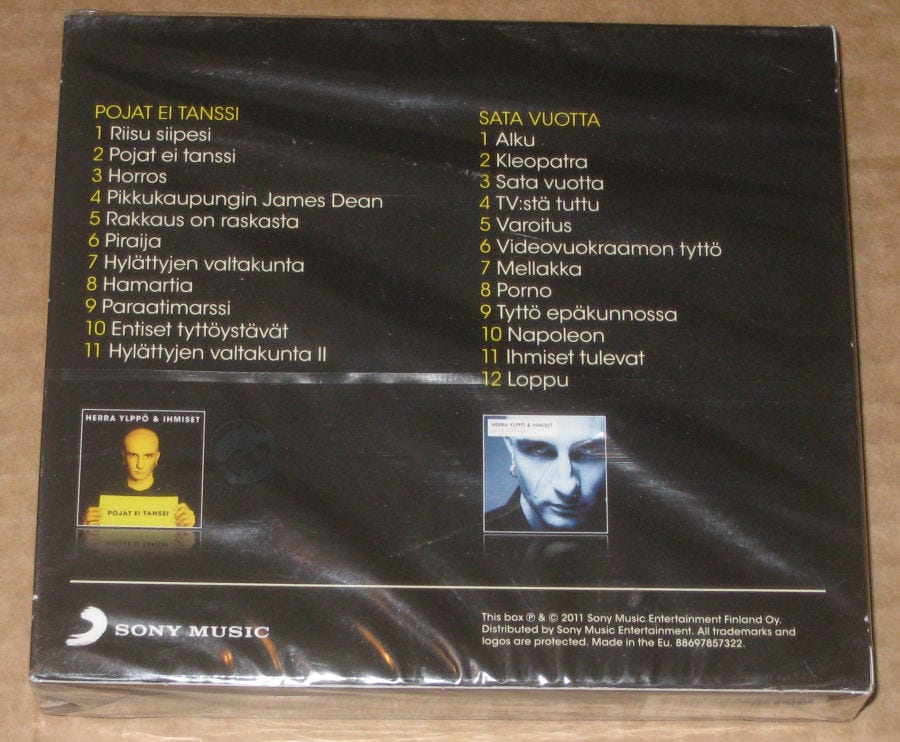 POJAT EI TANSSI
1 Riisu siipesi
2 Pojat ei tanssi
3 Horros
4 Pikkukaupungin James Dean
5 Rakkaus on raskasta
6 Piraija
7 Hylättyjen valtakunta
8 Hamartia
9 Paraatimarssi
10 Entiset tyttöystävät
11 Hylättyjen valtakunta II
SATA VUOTTA
1 Alku
2 Kleopatra
3 Sata vuotta
4 TV:stä tuttu
5 Varoitus
6 Videovuokraamon tyttö
7 Mellakka
8 Porno
9 Tyttö epäkunnossa
10 Napoleon
11 Ihmiset tulevat
12 Loppu
HERRA YLPPÖ & IHMISET
POJAT EI TANSSI
HERRA YLPPÖ & IHMISET
SONY MUSIC
This box ℗ & © 2011 Sony Music Entertainment Finland Oy.
Distributed by Sony Music Entertainment. All trademarks and
logos are protected. Made in the Eu. 88697857322.